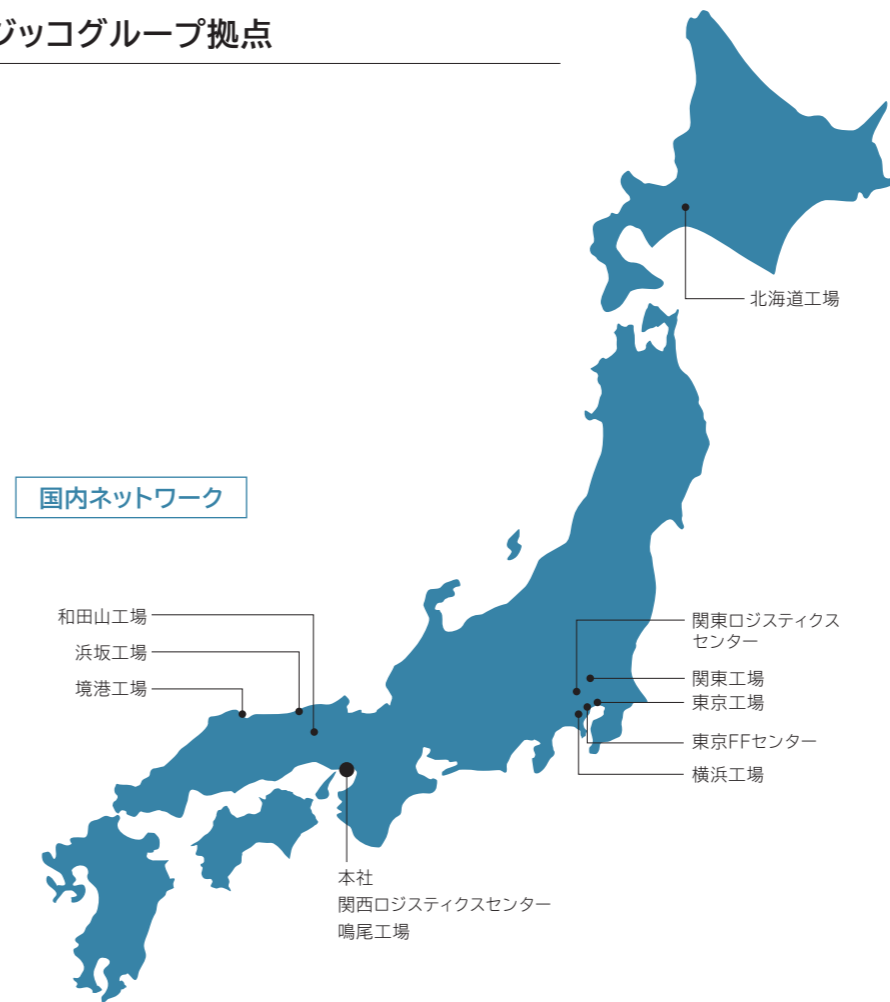 ジッコグループ拠点
北海道工場
国内ネットワーク
和田山工場
浜坂工場
境港工場
関東ロジスティクス
センター
関東工場
東京工場
東京FFセンター
横浜工場
本社
関西ロジスティクスセンター
鳴尾工場